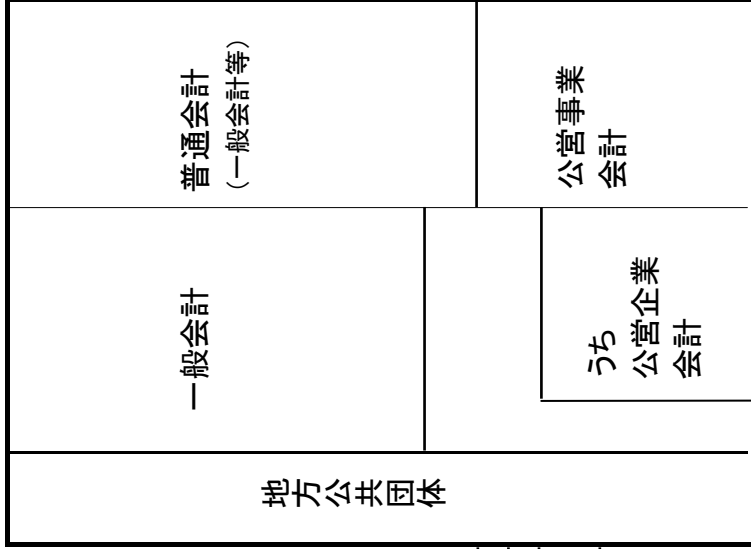 地方公共団体
一般会計
うち
公営企業
会計
普通会計
（一般会計等）
公営事業
会計